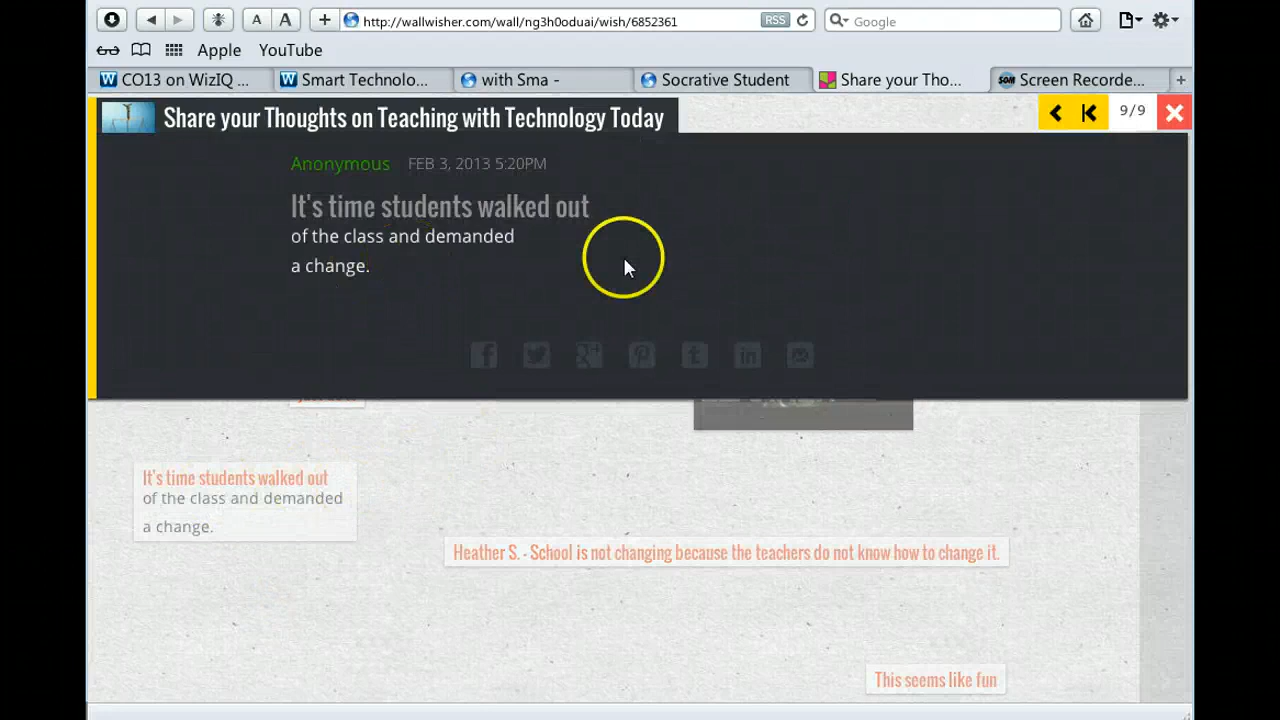 A A + http://wallwisher.com/wall/ng3h0oduai/wish/6852361 RSS Google
Apple YouTube
CO13 on WizIQ ... Smart Technolo... with Sma - Socrative Student Share your Tho... Screen Recorde... +
Share your Thoughts on Teaching with Technology Today 9/9
Anonymous FEB 3, 2013 5:20PM
It's time students walked out
of the class and demanded
a change.
It's time students walked out
of the class and demanded
a change.
Heather S. - School is not changing because the teachers do not know how to change it.
This seems like fun